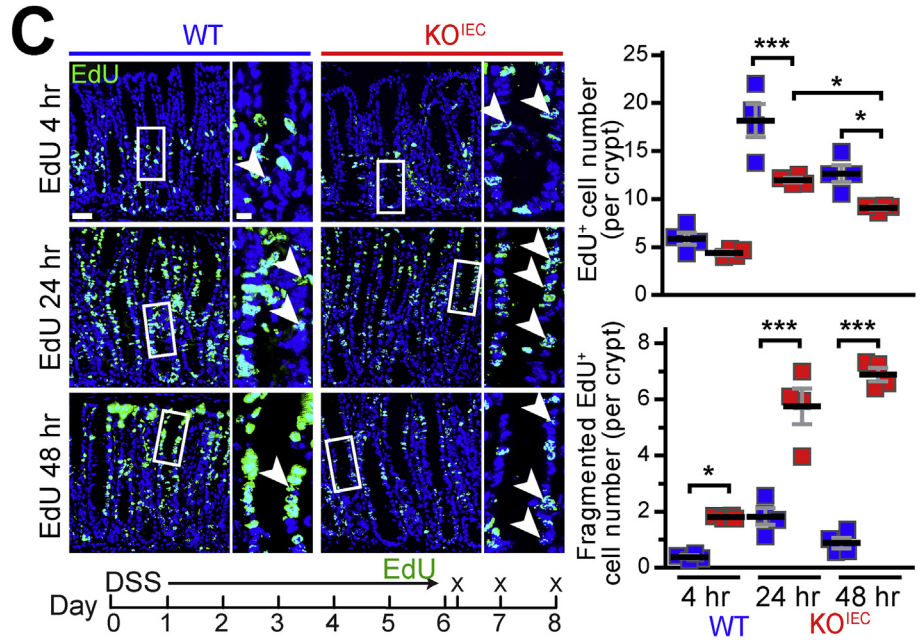 C
WT
KO^IEC
EdU
EdU 4 hr
EdU 24 hr
EdU 48 hr
EdU
DSS
x x x
Day
0 1 2 3 4 5 6 7 8
EdU⁺ cell number
(per crypt)
25
20
15
10
5
0
***
*
*
Fragmented EdU⁺
cell number (per crypt)
8
6
4
2
0
*
***
***
4 hr 24 hr 48 hr
WT KO^IEC